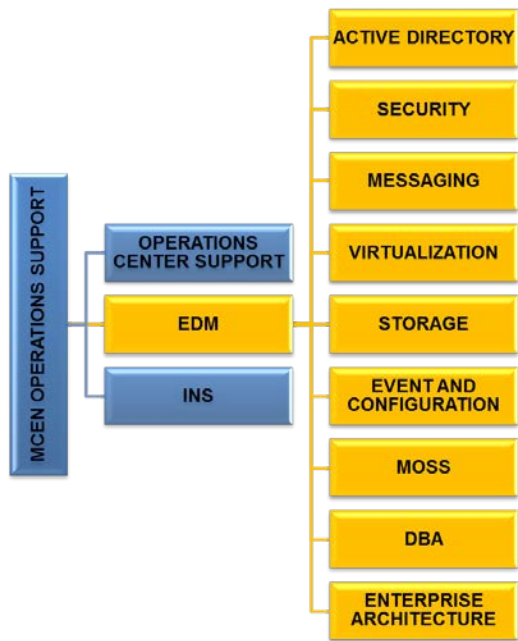 MCEN OPERATIONS SUPPORT
OPERATIONS
CENTER SUPPORT
EDM
INS
ACTIVE DIRECTORY
SECURITY
MESSAGING
VIRTUALIZATION
STORAGE
EVENT AND
CONFIGURATION
MOSS
DBA
ENTERPRISE
ARCHITECTURE